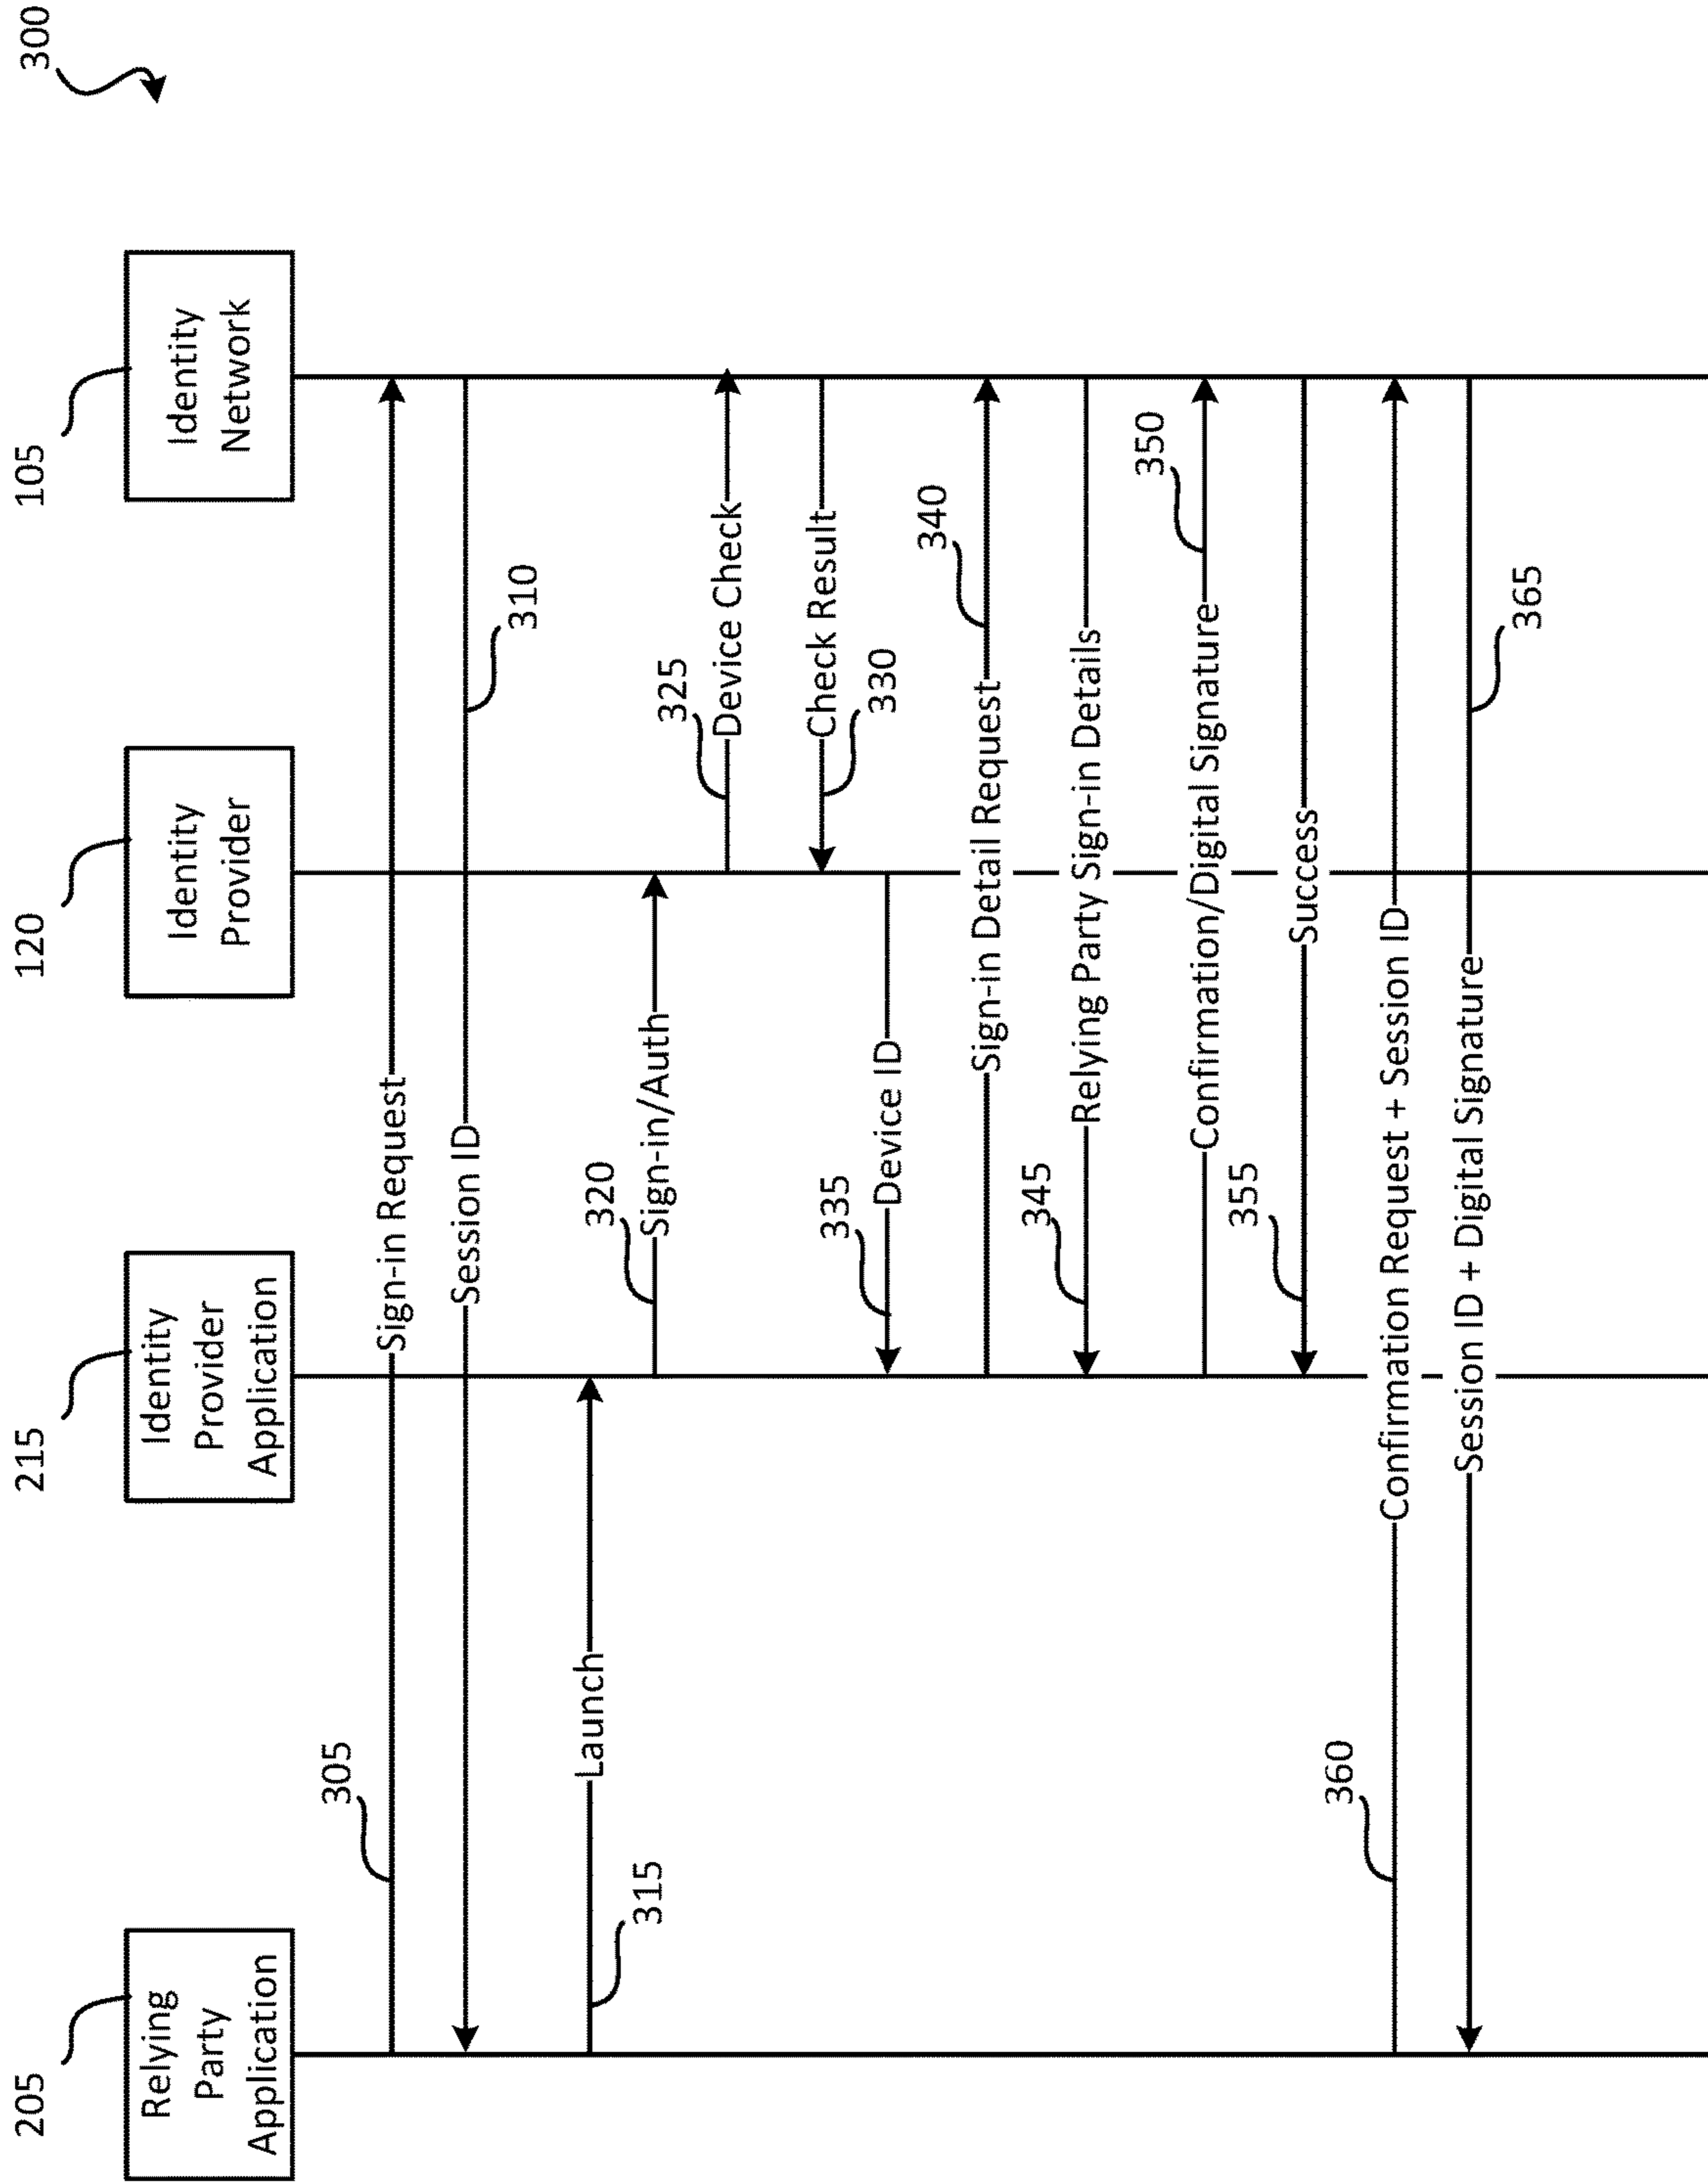 300
205
215
120
105
Relying
Party
Application
Identity
Provider
Application
Identity
Provider
Identity
Network
305
Sign-in Request
Session ID
310
315
Launch
320
Sign-in/Auth
325
Device Check
Check Result
330
335
Device ID
340
Sign-in Detail Request
345
Relying Party Sign-in Details
350
Confirmation/Digital Signature
355
Success
360
Confirmation Request + Session ID
Session ID + Digital Signature
365